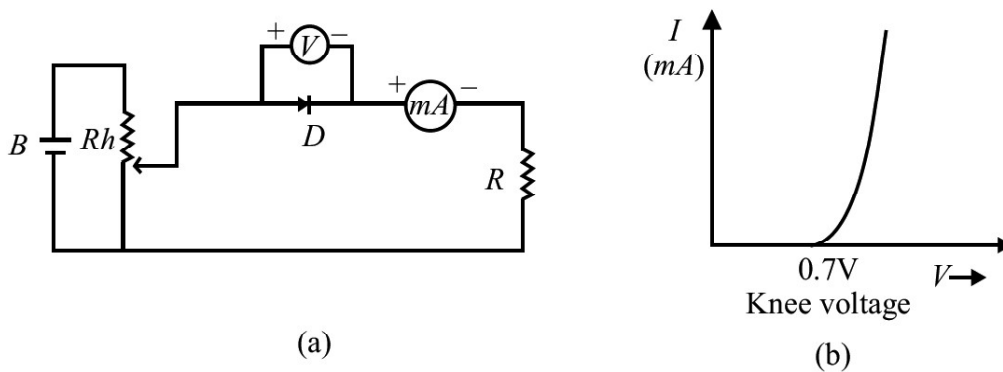 + V −
B
Rh
D
+ mA −
R
(a)
I
(mA)
0.7V
V
Knee voltage
(b)